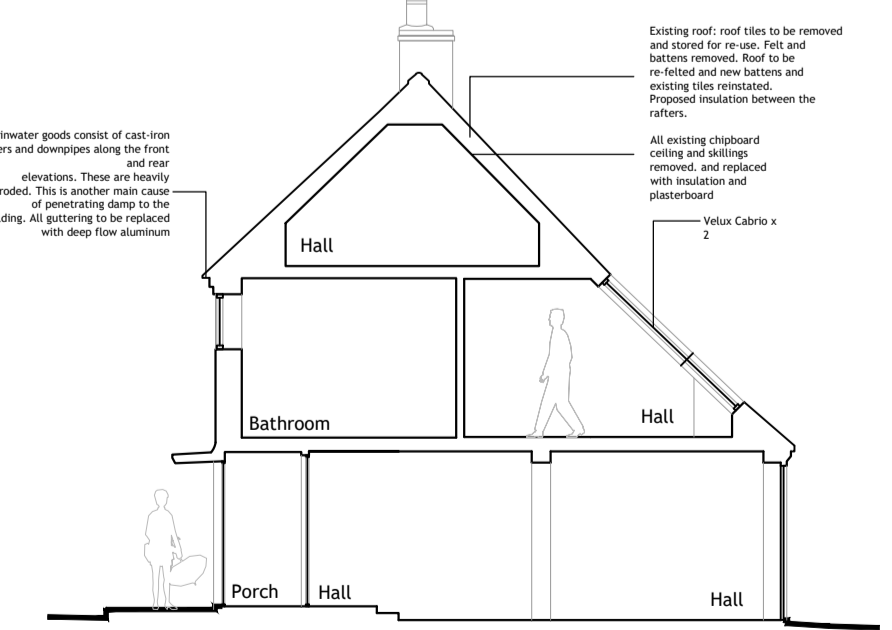 Existing roof: roof tiles to be removed
and stored for re-use. Felt and
battens removed. Roof to be
re-felted and new battens and
existing tiles reinstated.
Proposed insulation between the
rafters.
goods consist of cast-iron
and downpipes along the front
and rear
elevations. These are heavily
This is another main cause
of penetrating damp to the
All guttering to be replaced
with deep flow aluminum
All existing chipboard
ceiling and skillings
removed. and replaced
with insulation and
plasterboard
Velux Cabrio x
2
Hall
Bathroom
Hall
Porch
Hall
Hall